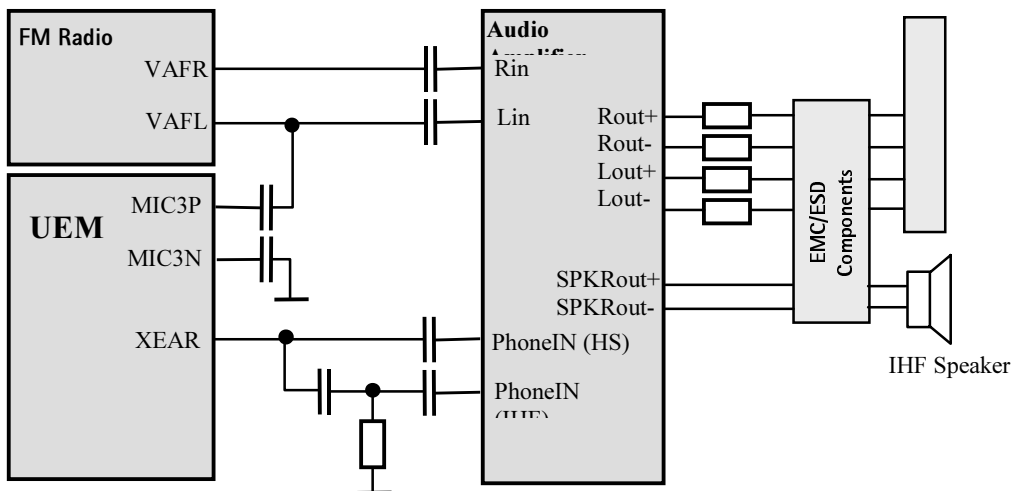 FM Radio
VAFR
VAFL
UEM
MIC3P
MIC3N
XEAR
Audio
Rin
Lin
Rout+
Rout-
Lout+
Lout-
SPKRout+
SPKRout-
PhoneIN (HS)
PhoneIN
EMC/ESD
Components
IHF Speaker